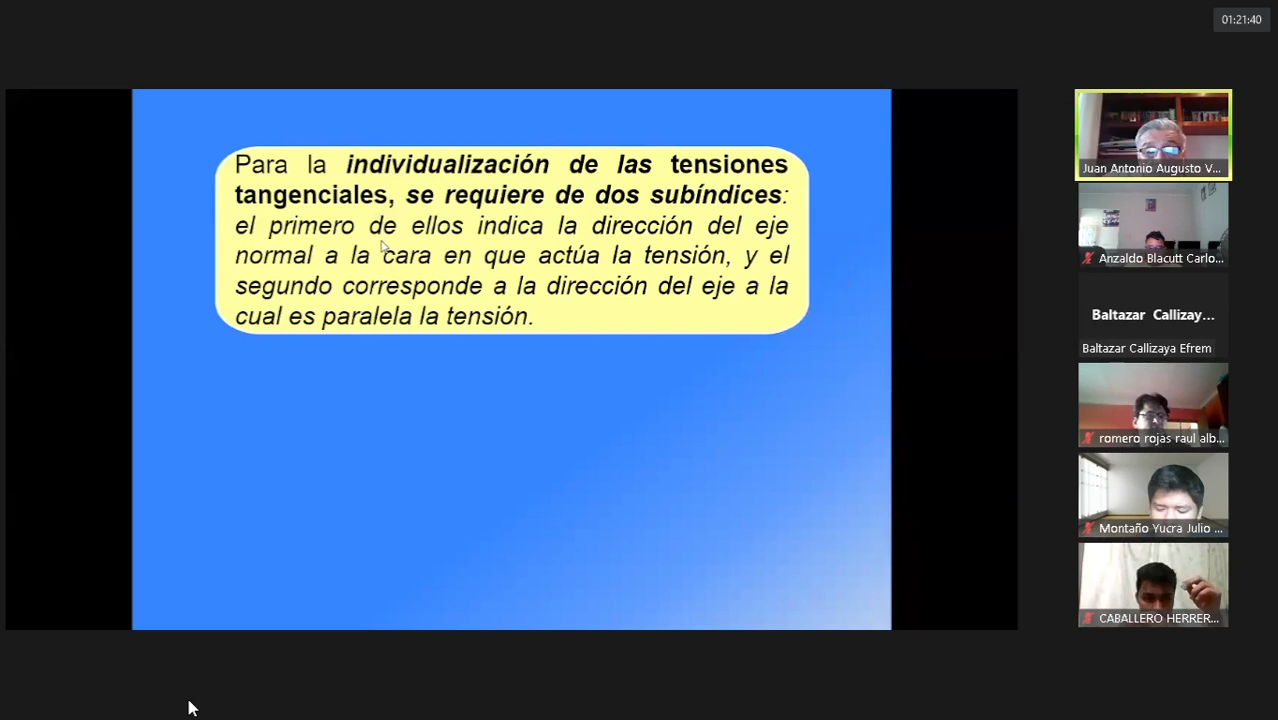 01:21:40
Para la individualización de las tensiones
tangenciales, se requiere de dos subíndices:
el primero de ellos indica la dirección del eje
normal a la cara en que actúa la tensión, y el
segundo corresponde a la dirección del eje a la
cual es paralela la tensión.
Juan Antonio Augusto V...
Anzaldo Blacutt Carlo...
Baltazar Callizay...
Baltazar Callizaya Efrem
romero rojas raul alb...
Montaño Yucra Julio ...
CABALLERO HERRER...